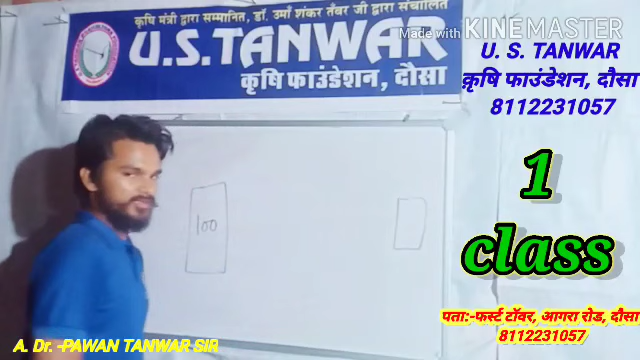 कृषि मंत्री द्वारा सम्मानित, डॉ. उमाँ शंकर तँवर जी द्वारा संचालित
U.S.TANWAR
कृषि फाउंडेशन, दौसा
Made with KINEMASTER
U. S. TANWAR
कृषि फाउंडेशन, दौसा
8112231057
100
1
class
पता:-फर्स्ट टॉवर, आगरा रोड, दौसा
8112231057
A. Dr. -PAWAN TANWAR SIR